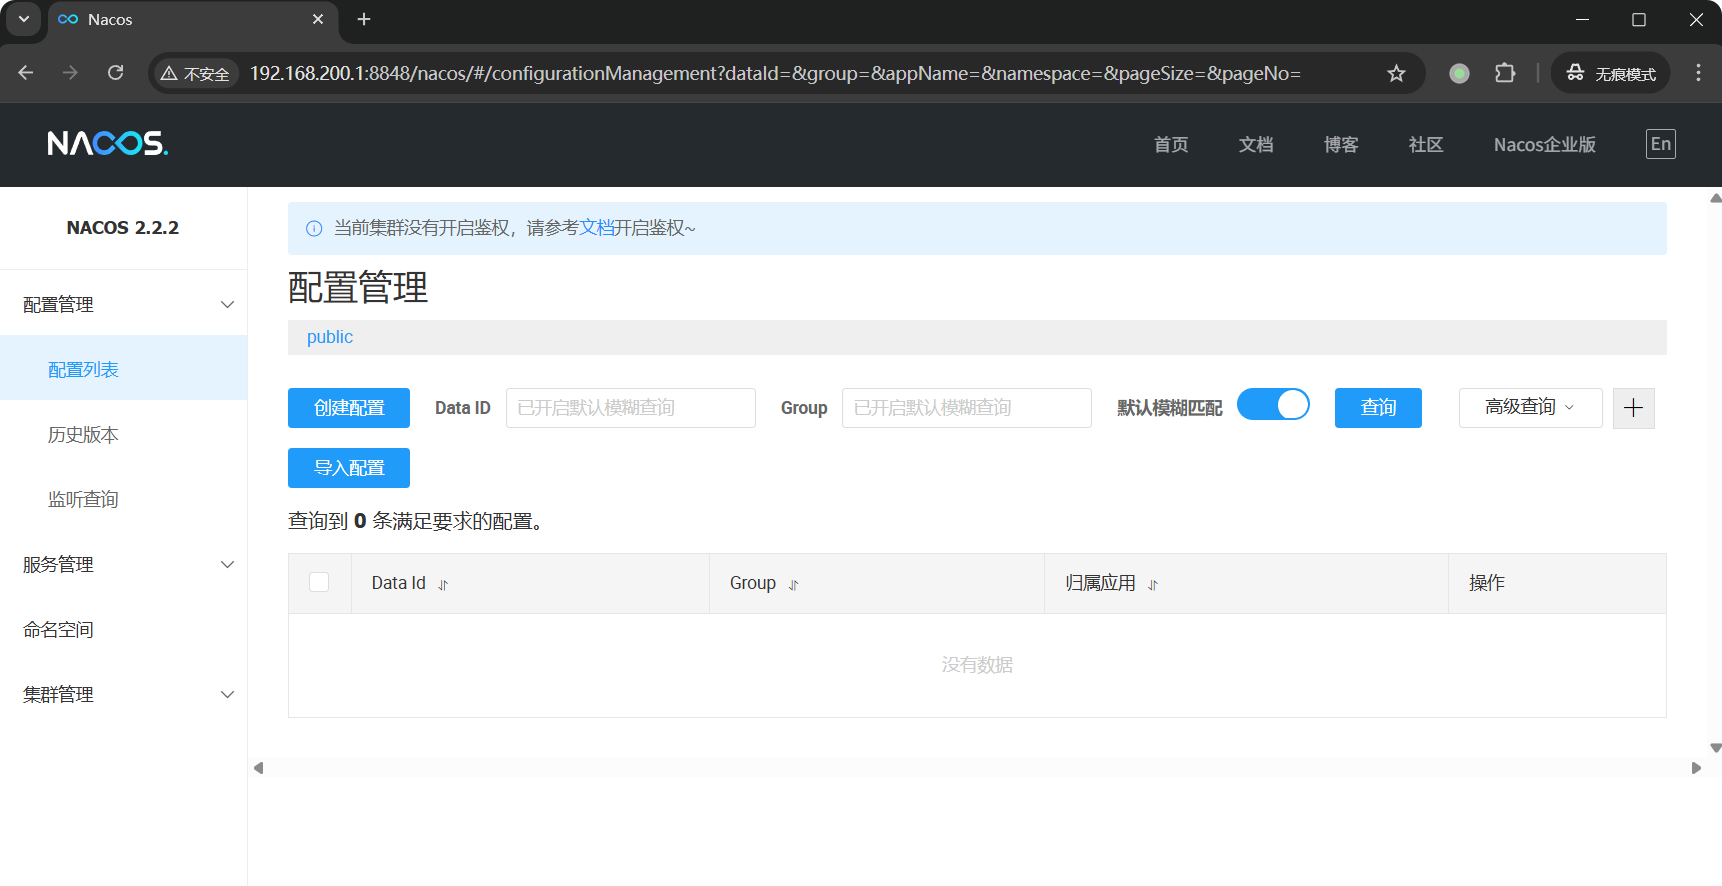 Nacos
不安全 192.168.200.1:8848/nacos/#/configurationManagement?dataId=&group=&appName=&namespace=&pageSize=&pageNo= 无痕模式
NACOS. 首页 文档 博客 社区 Nacos企业版 En
NACOS 2.2.2
配置管理
配置列表
历史版本
监听查询
服务管理
命名空间
集群管理
当前集群没有开启鉴权，请参考文档开启鉴权~
配置管理
public
创建配置 Data ID 已开启默认模糊查询 Group 已开启默认模糊查询 默认模糊匹配 查询 高级查询
导入配置
查询到 0 条满足要求的配置。
Data Id Group 归属应用 操作
没有数据